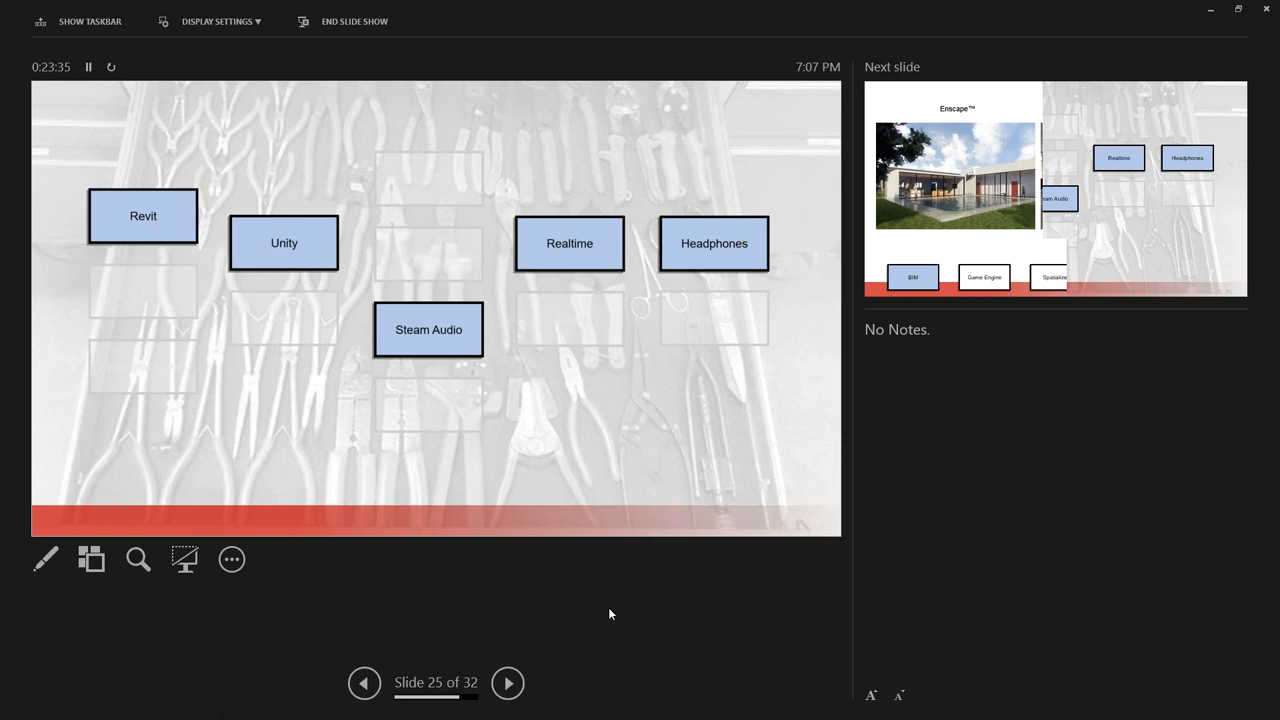 SHOW TASKBAR
DISPLAY SETTINGS ▼
END SLIDE SHOW
0:23:35
7:07 PM
Revit
Unity
Steam Audio
Realtime
Headphones
Slide 25 of 32
Next slide
Enscape™
Realtime
Headphones
eam Audio
BIM
Game Engine
Spatialize
No Notes.
A
A